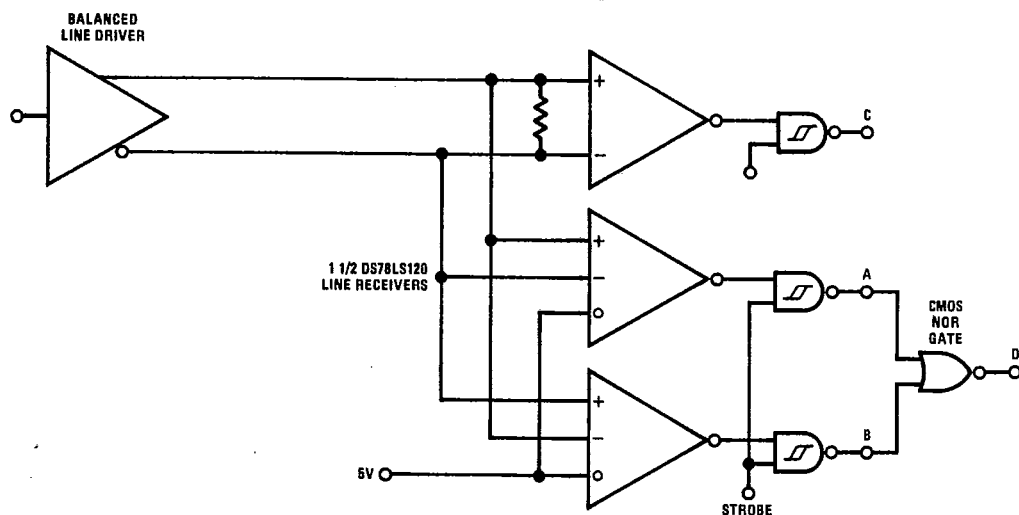 BALANCED
LINE DRIVER
+
−
C
1 1/2 DS78LS120
LINE RECEIVERS
+
−
A
CMOS
NOR
GATE
D
+
−
B
5V
STROBE